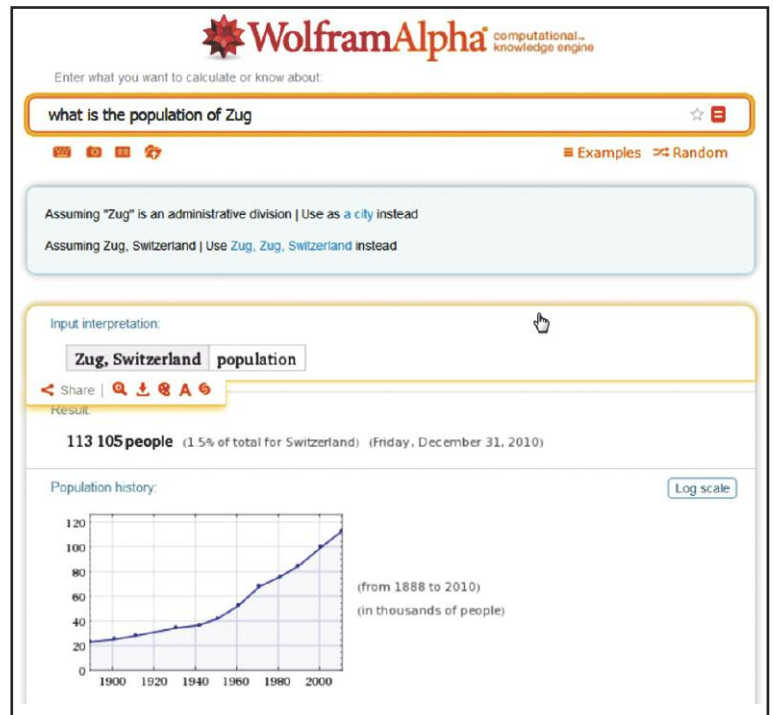 WolframAlpha computational knowledge engine
Enter what you want to calculate or know about:
what is the population of Zug
Examples Random
Assuming "Zug" is an administrative division | Use as a city instead
Assuming Zug, Switzerland | Use Zug, Zug, Switzerland instead
Input interpretation:
Zug, Switzerland population
Share | A
Result:
113 105 people (1.5% of total for Switzerland) (Friday, December 31, 2010)
Population history:
Log scale
120
100
80
60
40
20
0
1900 1920 1940 1960 1980 2000
(from 1888 to 2010)
(in thousands of people)